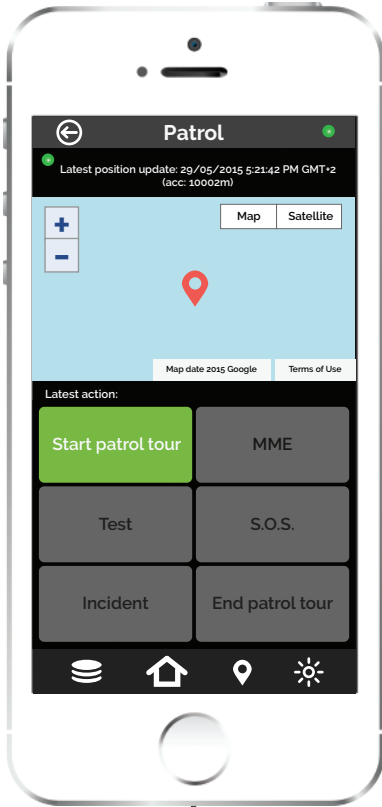 Patrol
Latest position update: 29/05/2015 5:21:42 PM GMT+2
(acc: 10002m)
Map Satellite
Map date 2015 Google Terms of Use
Latest action:
Start patrol tour MME
Test S.O.S.
Incident End patrol tour